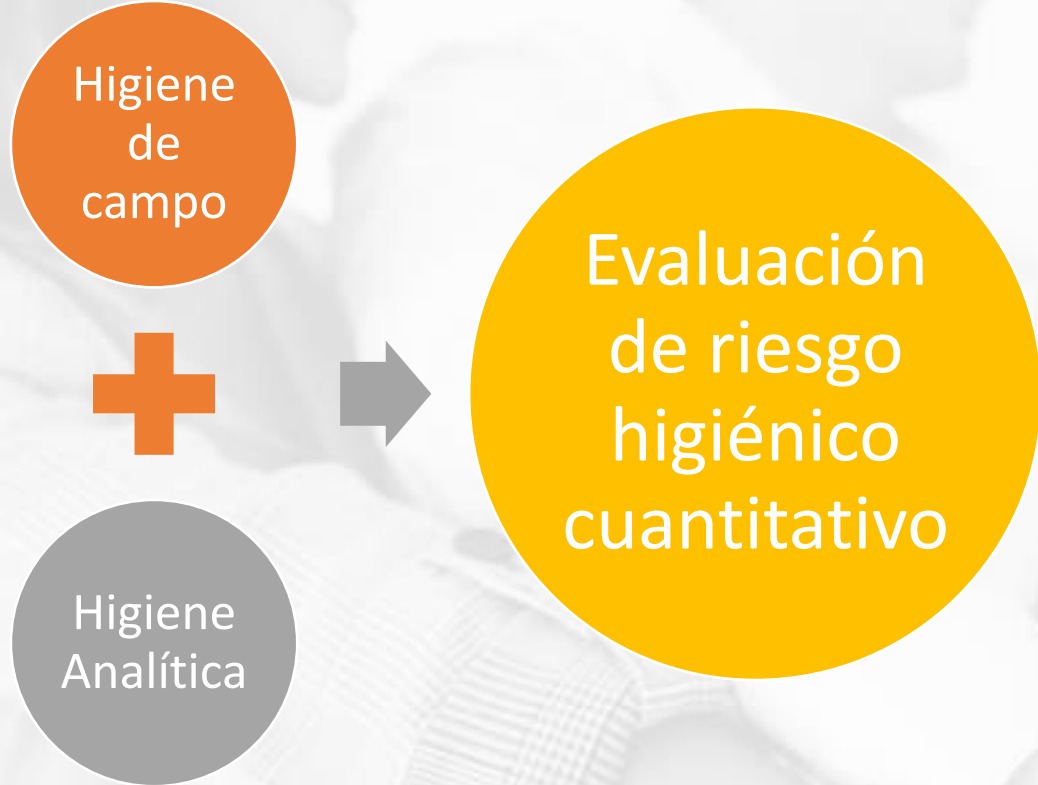 Higiene
de
campo
Higiene
Analítica
Evaluación
de riesgo
higiénico
cuantitativo